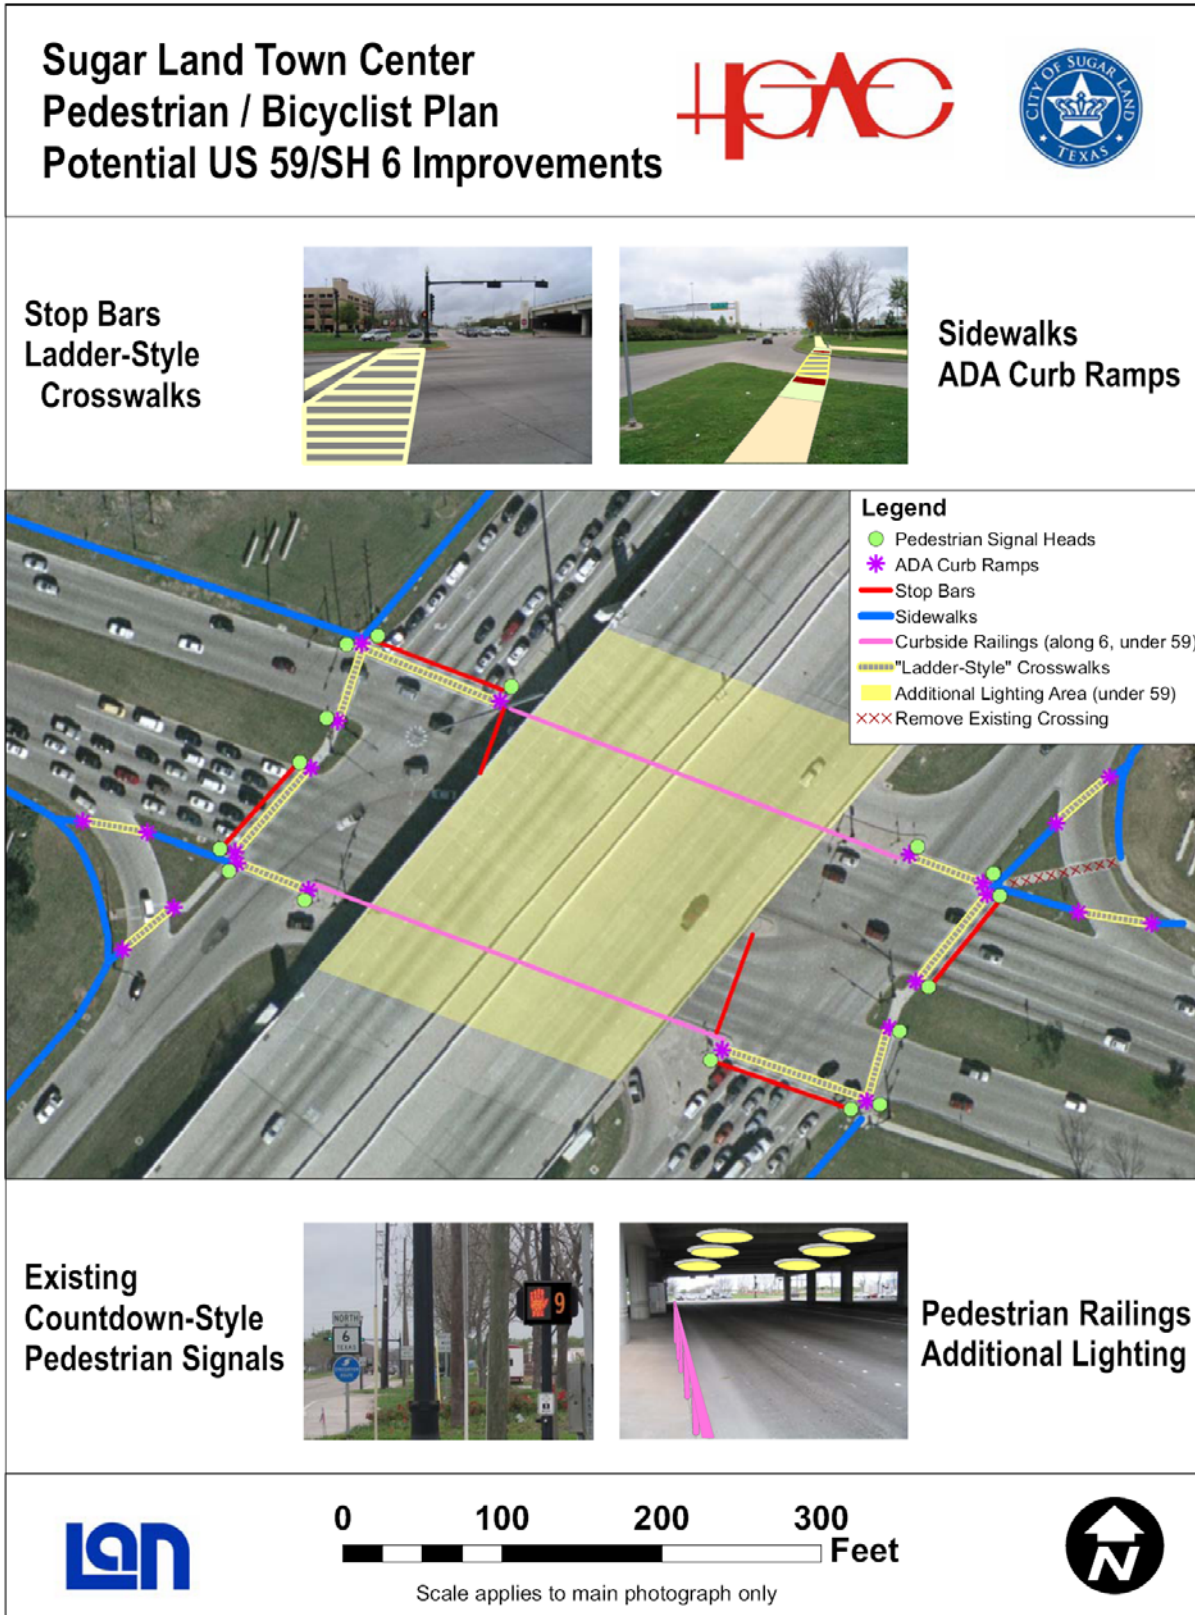 Sugar Land Town Center
Pedestrian / Bicyclist Plan
Potential US 59/SH 6 Improvements
HGAC
CITY OF SUGAR LAND
TEXAS
Stop Bars
Ladder-Style
Crosswalks
Sidewalks
ADA Curb Ramps
Legend
Pedestrian Signal Heads
ADA Curb Ramps
Stop Bars
Sidewalks
Curbside Railings (along 6, under 59)
"Ladder-Style" Crosswalks
Additional Lighting Area (under 59)
Remove Existing Crossing
Existing
Countdown-Style
Pedestrian Signals
NORTH
6
TEXAS
9
Pedestrian Railings
Additional Lighting
LAN
0 100 200 300
Feet
Scale applies to main photograph only
N